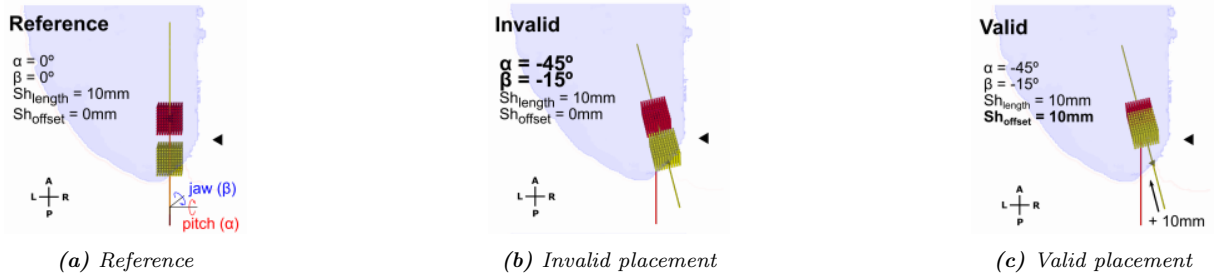 Reference
α = 0º
β = 0º
Shlength = 10mm
Shoffset = 0mm
A
L R
P
jaw (β)
pitch (α)
(a) Reference
Invalid
α = -45º
β = -15º
Shlength = 10mm
Shoffset = 0mm
A
L R
P
(b) Invalid placement
Valid
α = -45º
β = -15º
Shlength = 10mm
Shoffset = 10mm
A
L R
P
+ 10mm
(c) Valid placement